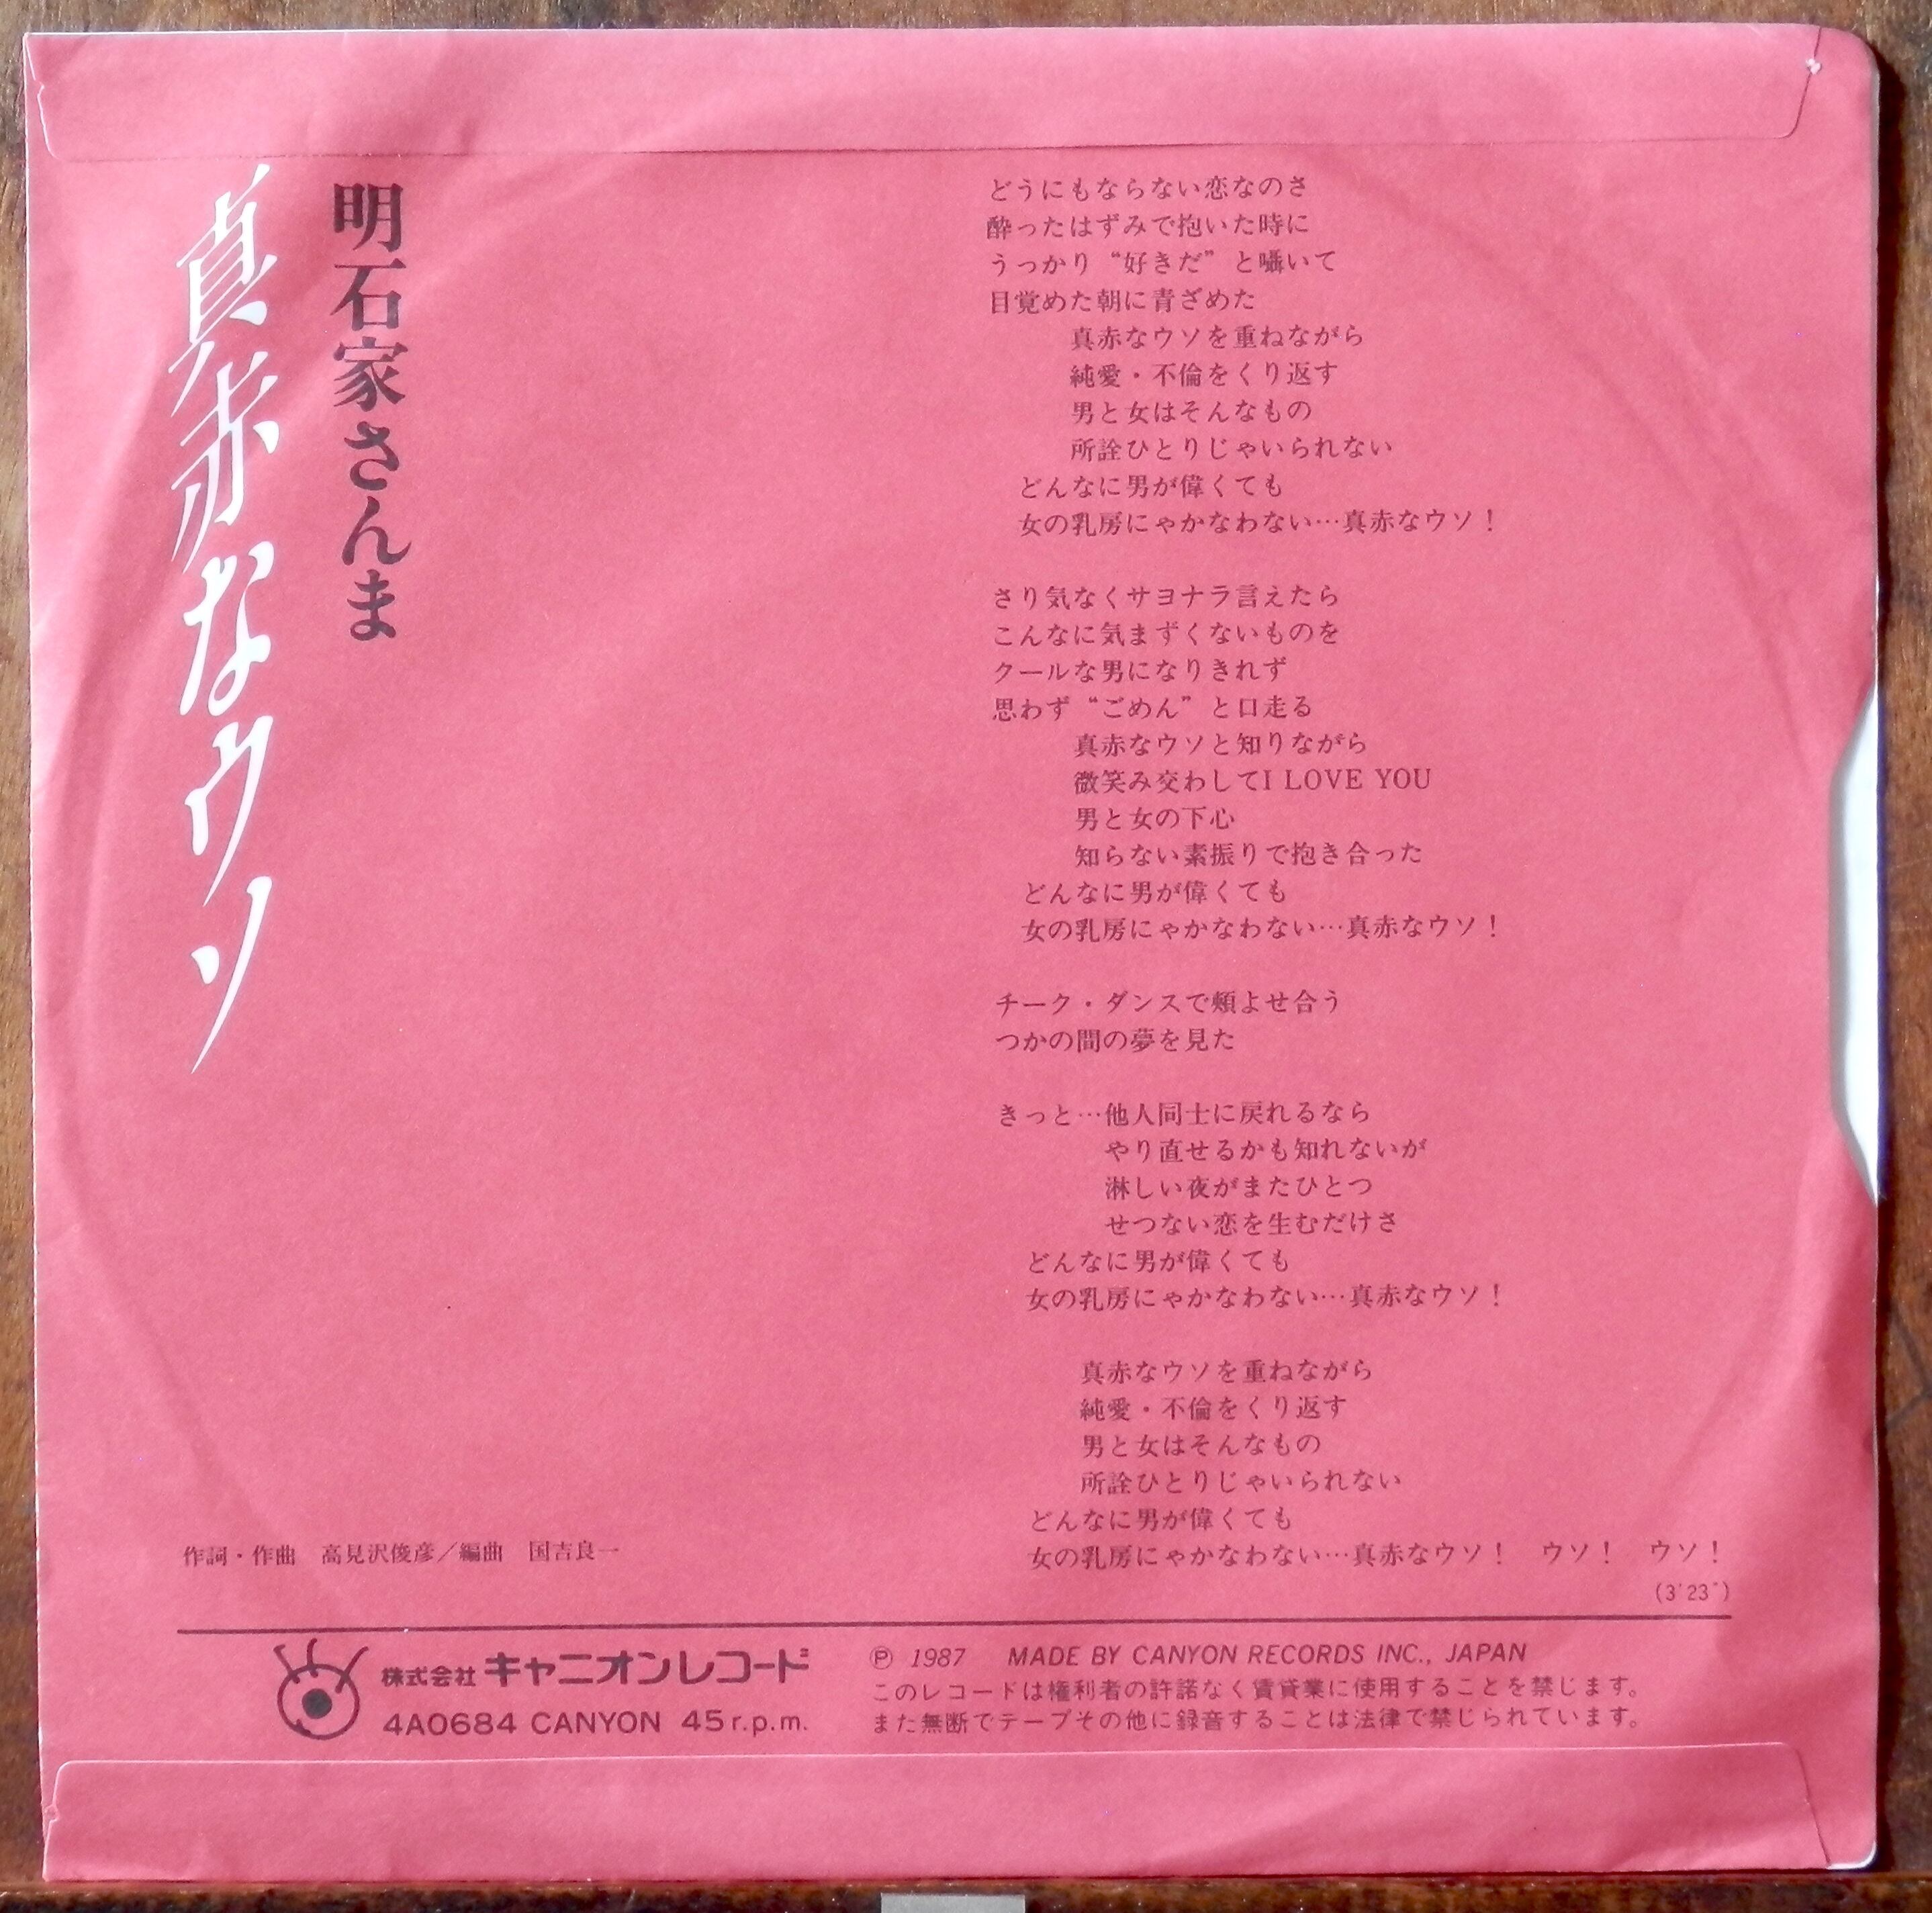 真赤なウソ
明石家さんま
どうにもならない恋なのさ
酔ったはずみで抱いた時に
うっかり“好きだ”と囁いて
目覚めた朝に青ざめた
真赤なウソを重ねながら
純愛・不倫をくり返す
男と女はそんなもの
所詮ひとりじゃいられない
どんなに男が偉くても
女の乳房にゃかなわない…真赤なウソ！
さり気なくサヨナラ言えたら
こんなに気まずくないものを
クールな男になりきれず
思わず“ごめん”と口走る
真赤なウソと知りながら
微笑み交わしてI LOVE YOU
男と女の下心
知らない素振りで抱き合った
どんなに男が偉くても
女の乳房にゃかなわない…真赤なウソ！
チーク・ダンスで頬よせ合う
つかの間の夢を見た
きっと…他人同士に戻れるなら
やり直せるかも知れないが
淋しい夜がまたひとつ
せつない恋を生むだけさ
どんなに男が偉くても
女の乳房にゃかなわない…真赤なウソ！
真赤なウソを重ねながら
純愛・不倫をくり返す
男と女はそんなもの
所詮ひとりじゃいられない
どんなに男が偉くても
女の乳房にゃかなわない…真赤なウソ！　ウソ！　ウソ！
(3'23")
作詞・作曲　高見沢俊彦／編曲　国吉良一
株式会社 キャニオンレコード
4A0684 CANYON 45r.p.m.
Ⓟ 1987 MADE BY CANYON RECORDS INC., JAPAN
このレコードは権利者の許諾なく賃貸業に使用することを禁じます。
また無断でテープその他に録音することは法律で禁じられています。